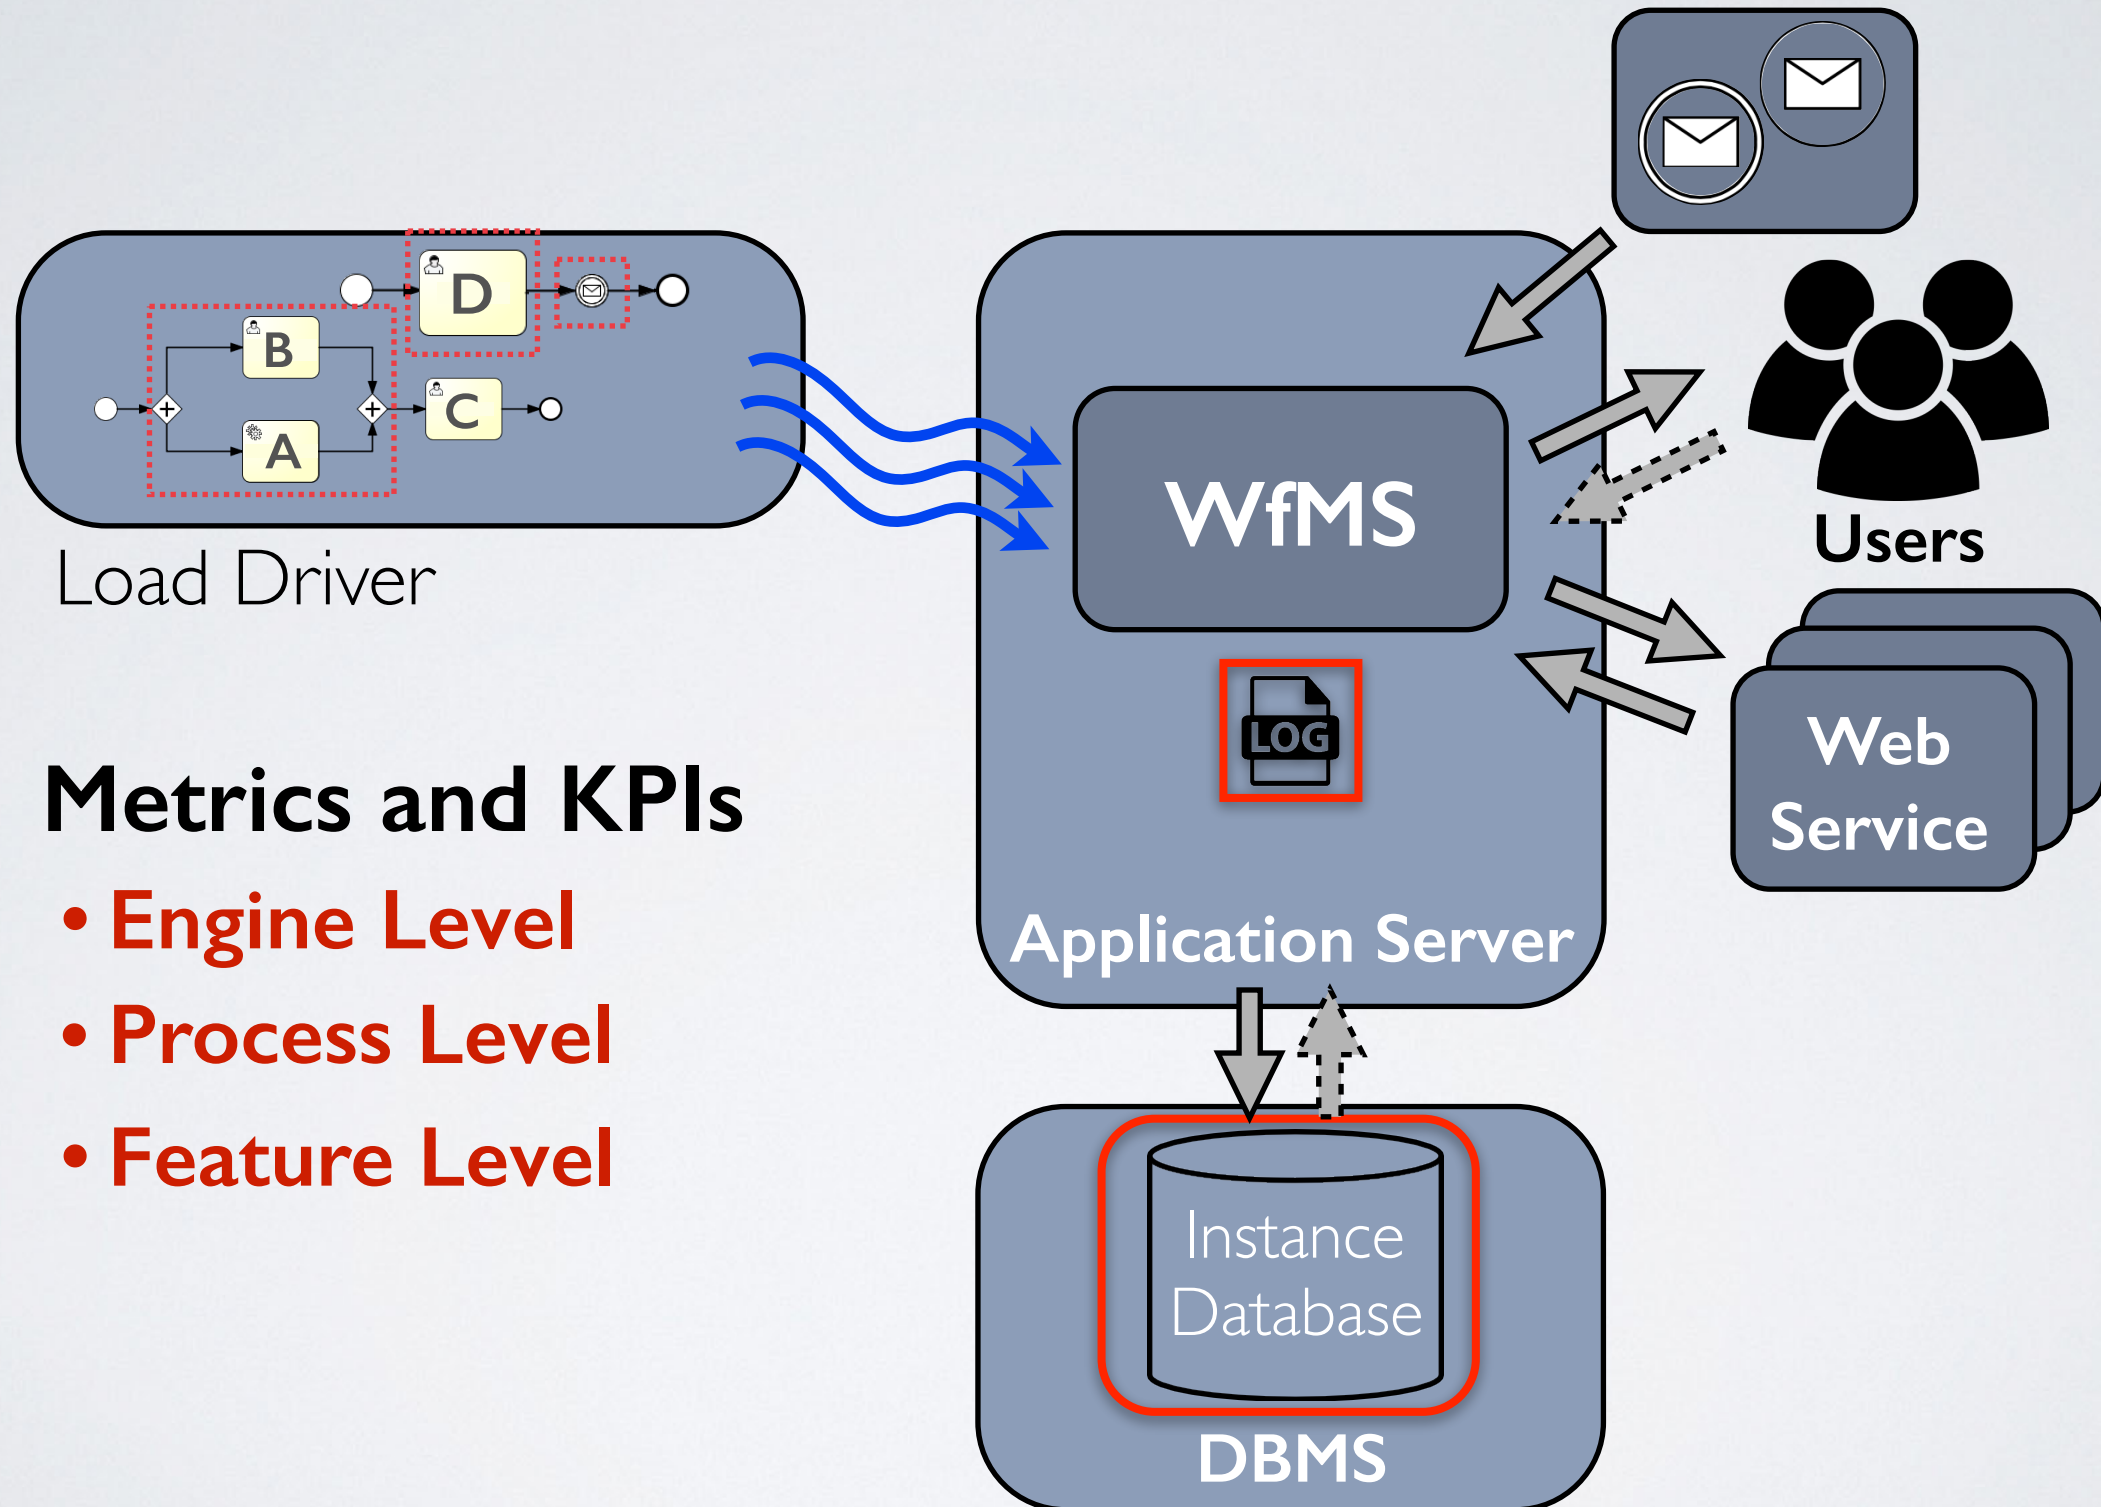 D
B
A
C
Load Driver
WfMS
LOG
Application Server
Users
Web
Service
Metrics and KPIs
• Engine Level
• Process Level
• Feature Level
Instance
Database
DBMS